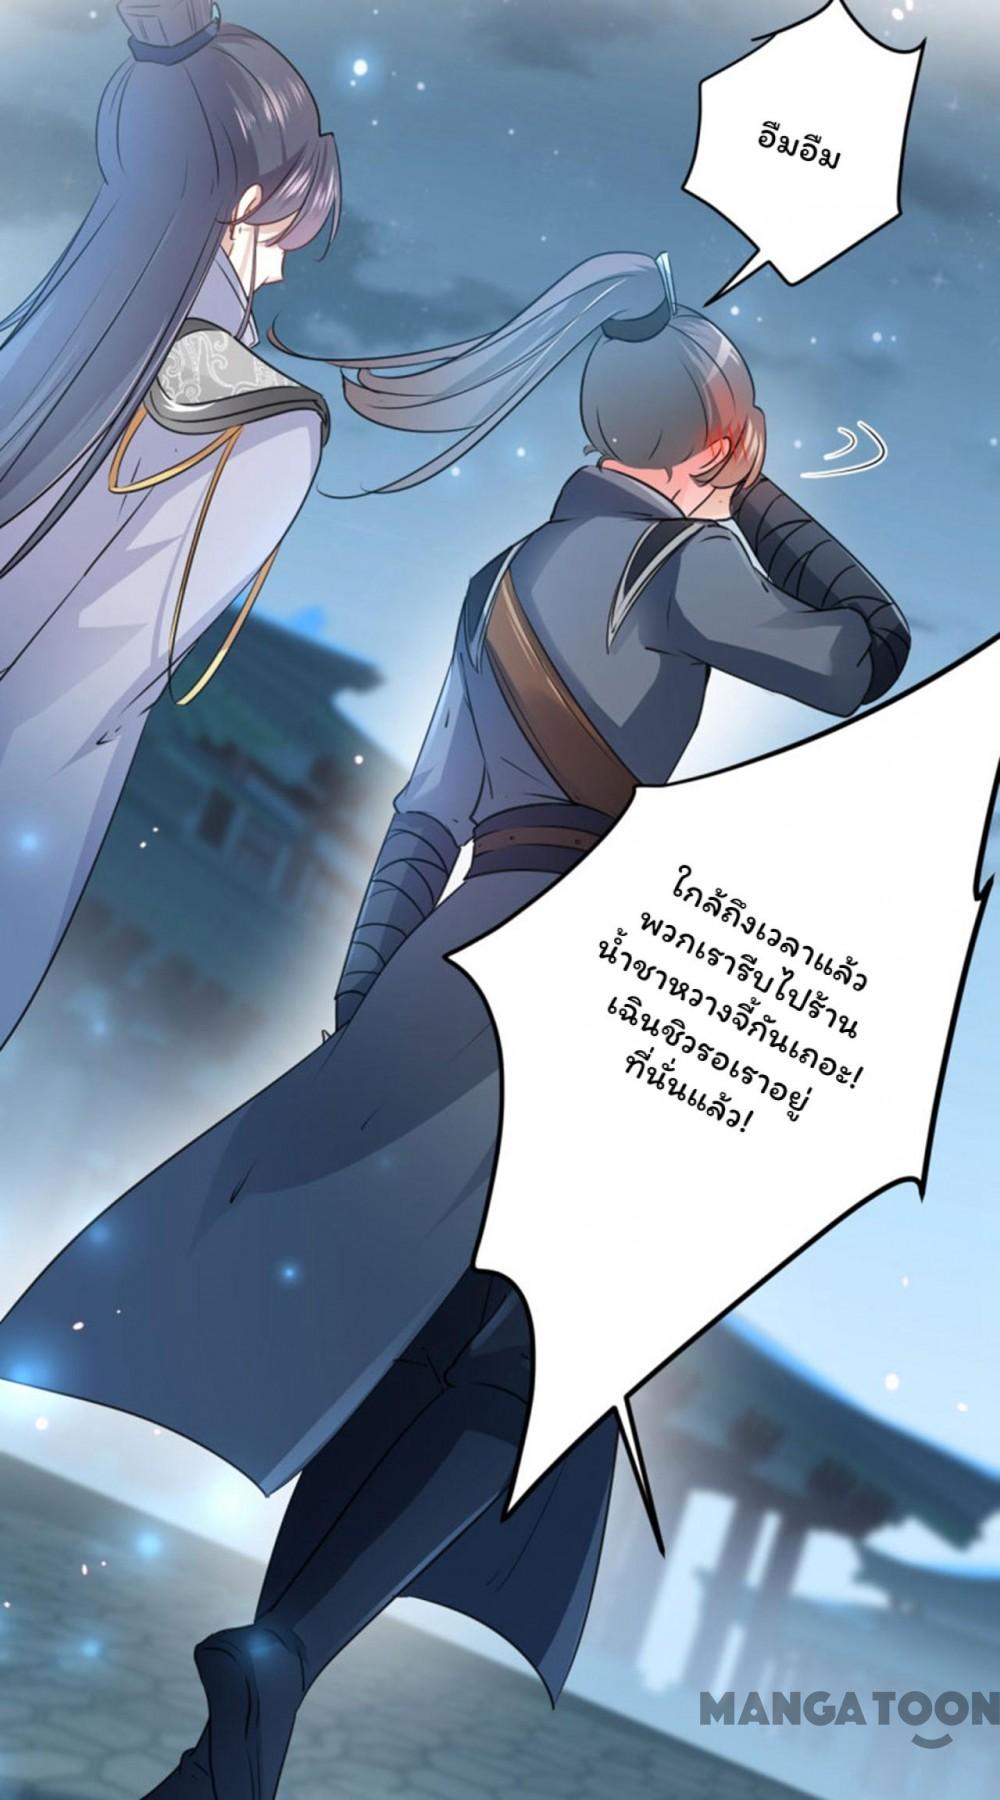 อืมอืม
ใกล้ถึงเวลาแล้ว
พวกเรารีบไปร้าน
น้ำชาหวางจี้กันเถอะ!
เฉินชิวรอเราอยู่
ที่นั่นแล้ว!
MANGATOON